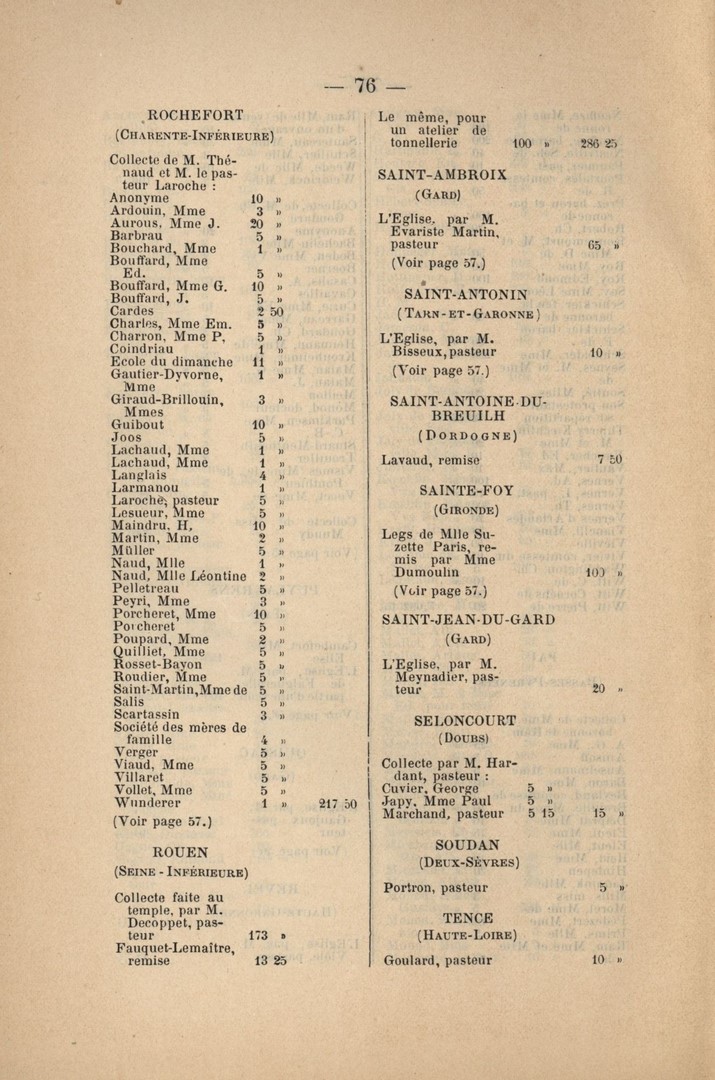 — 76 —
ROCHEFORT
(CHARENTE-INFÉRIEURE)
Collecte de M. Thé-
naud et M. le pas-
teur Laroche :
Anonyme 10 »
Ardouin, Mme 3 »
Aurous, Mme J. 20 »
Barbrau 5 »
Bouchard, Mme 1 »
Bouffard, Mme
Ed. 5 »
Bouffard, Mme G. 10 »
Bouffard, J. 5 »
Cardes 2 50
Charles, Mme Em. 5 »
Charron, Mme P. 5 »
Coindriau 1 »
Ecole du dimanche 11 »
Gautier-Dyvorne, 1 »
Mme
Giraud-Brillouin, 3 »
Mmes
Guibout 10 »
Joos 5 »
Lachaud, Mme 1 »
Lachaud, Mme 1 »
Langlais 4 »
Larmanou 1 »
Laroche, pasteur 5 »
Lesueur, Mme 5 »
Maindru, H, 10 »
Martin, Mme 2 »
Müller 5 »
Naud, Mlle 1 »
Naud, Mlle Léontine 2 »
Pelletreau 5 »
Peyri, Mme 3 »
Porcheret, Mme 10 »
Porcheret 5 »
Poupard, Mme 2 »
Quilliet, Mme 5 »
Rosset-Bayon 5 »
Roudier, Mme 5 »
Saint-Martin, Mme de 5 »
Salis 5 »
Scartassin 3 »
Société des mères de
famille 4 »
Verger 5 »
Viaud, Mme 5 »
Villaret 5 »
Vollet, Mme 5 »
Wunderer 1 » 217 50
(Voir page 57.)
ROUEN
(SEINE-INFÉRIEURE)
Collecte faite au
temple, par M.
Decoppet, pas-
teur 173 »
Fauquet-Lemaître,
remise 13 25
Le même, pour
un atelier de
tonnellerie 100 » 286 25
SAINT-AMBROIX
(GARD)
L'Eglise, par M.
Evariste Martin,
pasteur 65 »
(Voir page 57.)
SAINT-ANTONIN
(TARN-ET-GARONNE)
L'Eglise, par M.
Bisseux, pasteur 10 »
(Voir page 57.)
SAINT-ANTOINE-DU-
BREUILH
(DORDOGNE)
Lavaud, remise 7 50
SAINTE-FOY
(GIRONDE)
Legs de Mlle Su-
zette Paris, re-
mis par Mme
Dumoulin 100 »
(Voir page 57.)
SAINT-JEAN-DU-GARD
(GARD)
L'Eglise, par M.
Meynadier, pas-
teur 20 »
SELONCOURT
(DOUBS)
Collecte par M. Har-
dant, pasteur :
Cuvier, George 5 »
Japy, Mme Paul 5 »
Marchand, pasteur 5 15 15 »
SOUDAN
(DEUX-SÈVRES)
Portron, pasteur 5 »
TENCE
(HAUTE-LOIRE)
Goulard, pasteur 10 »